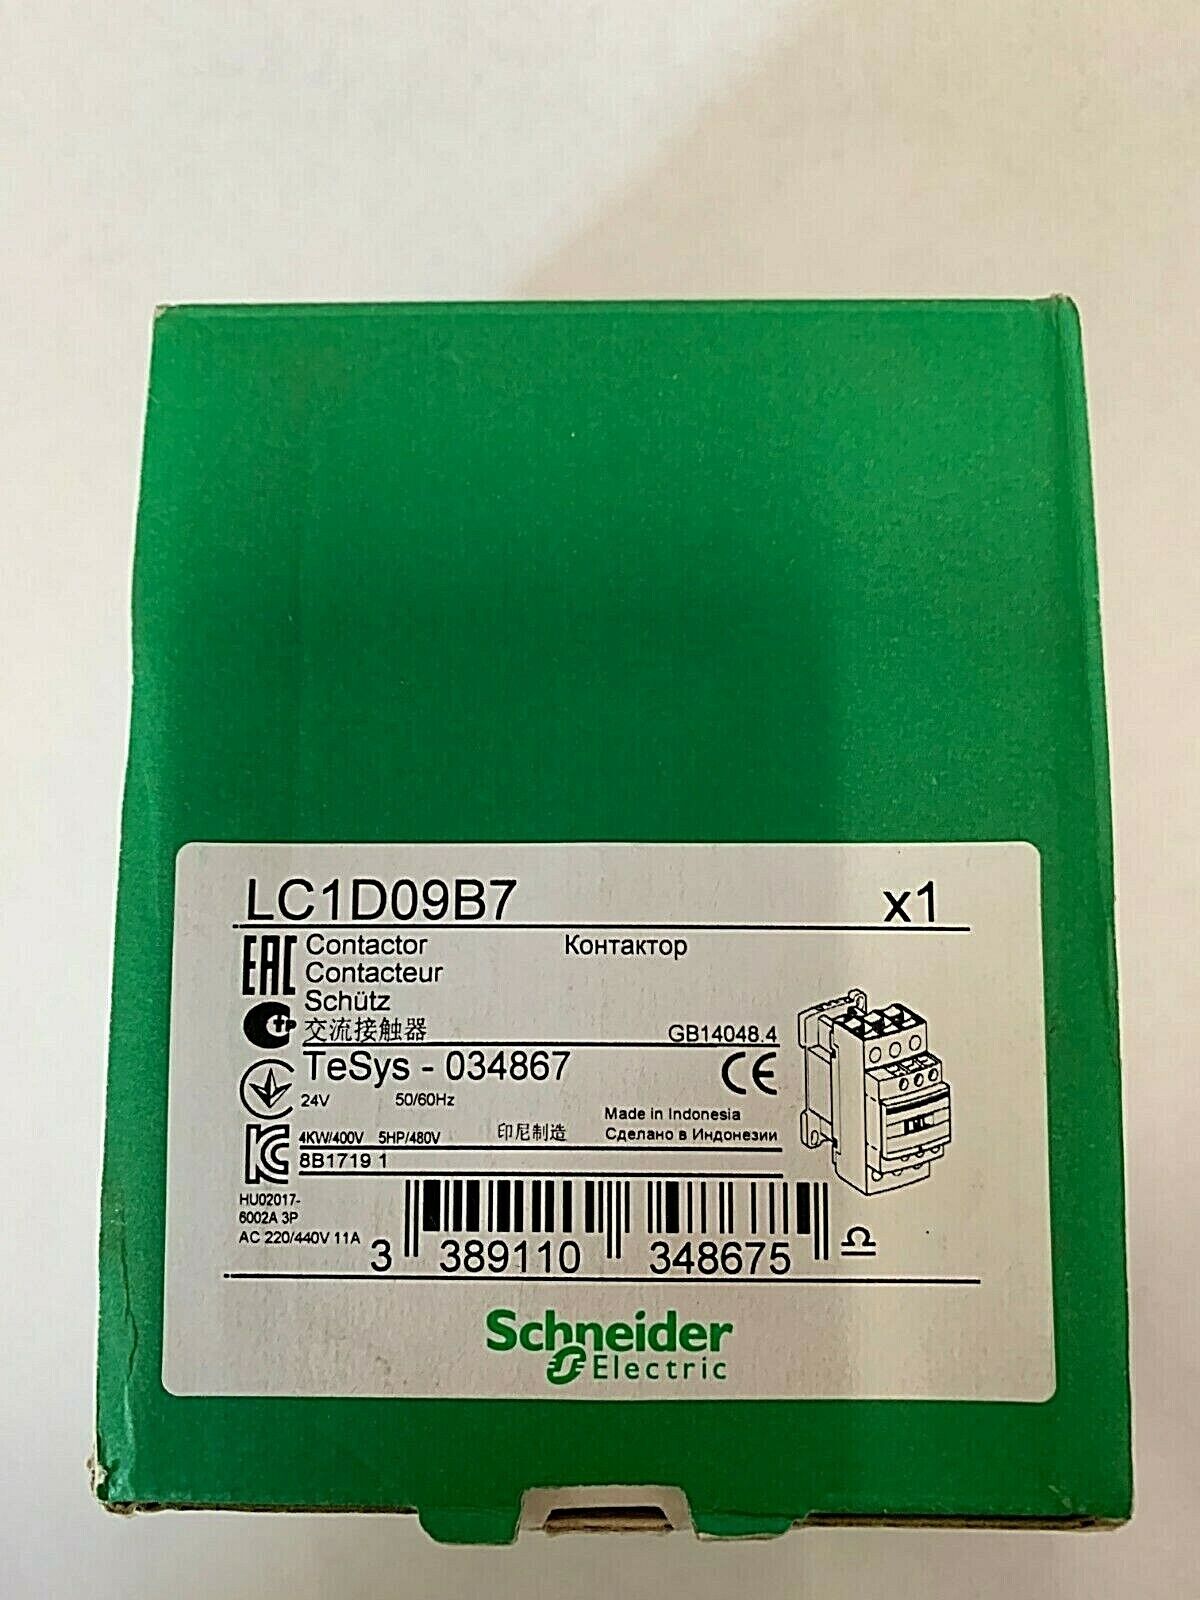 LC1D09B7 x1
EAC Contactor Контактор
Contacteur
Schütz
交流接触器 GB14048.4
TeSys - 034867 CE
24V 50/60Hz
Made in Indonesia
4KW/400V 5HP/480V 印尼制造 Сделано в Индонезии
8B1719 1
HU02017-
6002A 3P
AC 220/440V 11A
3 389110 348675
Schneider
Electric